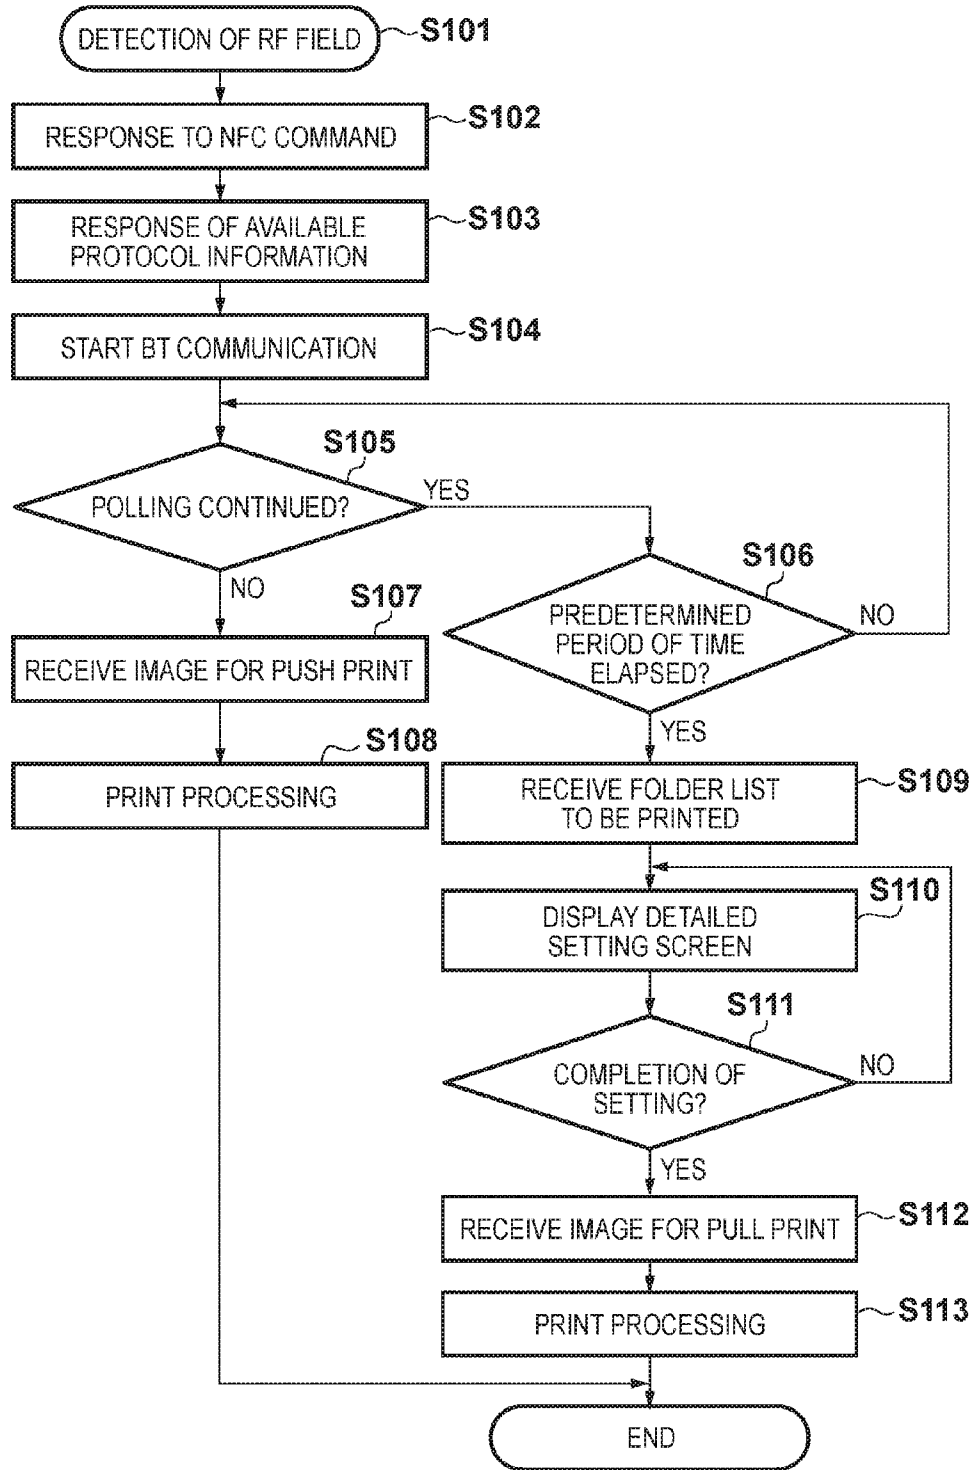 DETECTION OF RF FIELD
S101
RESPONSE TO NFC COMMAND
S102
RESPONSE OF AVAILABLE
PROTOCOL INFORMATION
S103
START BT COMMUNICATION
S104
POLLING CONTINUED?
S105
YES
NO
PREDETERMINED
PERIOD OF TIME
ELAPSED?
S106
NO
YES
RECEIVE IMAGE FOR PUSH PRINT
S107
PRINT PROCESSING
S108
RECEIVE FOLDER LIST
TO BE PRINTED
S109
DISPLAY DETAILED
SETTING SCREEN
S110
COMPLETION OF
SETTING?
S111
NO
YES
RECEIVE IMAGE FOR PULL PRINT
S112
PRINT PROCESSING
S113
END